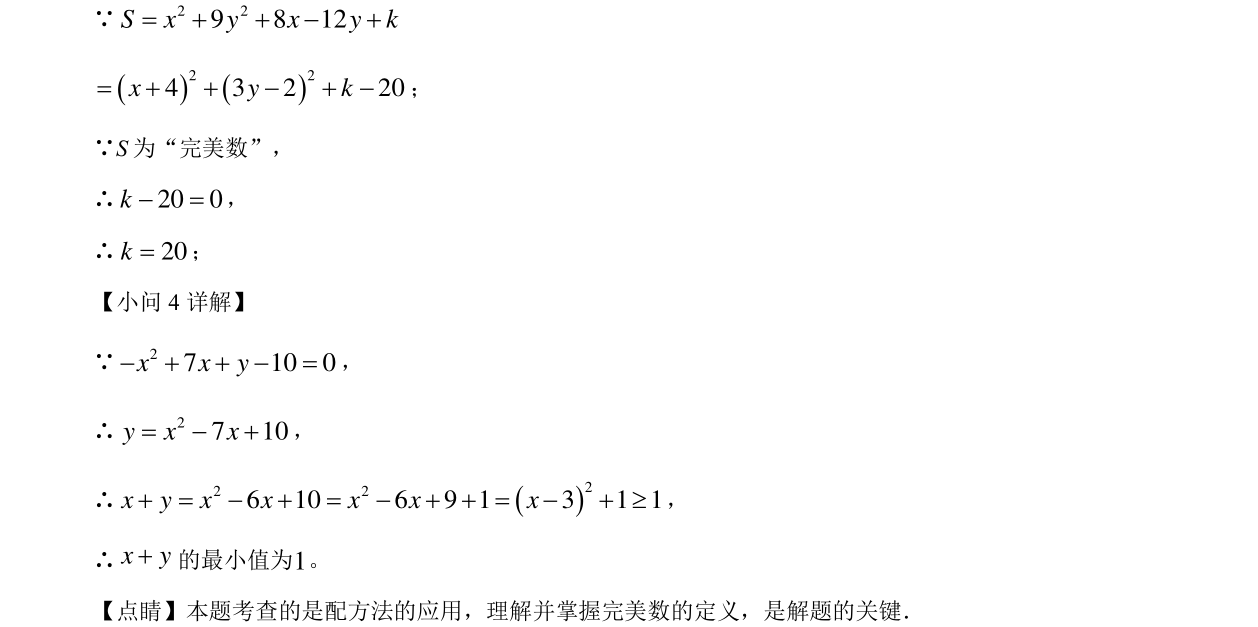 ∵ S = x² + 9y² + 8x − 12y + k
= (x + 4)² + (3y − 2)² + k − 20；
∵S 为“完美数”，
∴ k − 20 = 0，
∴ k = 20；
【小问 4 详解】
∵ −x² + 7x + y − 10 = 0，
∴ y = x² − 7x + 10，
∴ x + y = x² − 6x + 10 = x² − 6x + 9 + 1 = (x − 3)² + 1 ≥ 1，
∴ x + y 的最小值为1。
【点睛】本题考查的是配方法的应用，理解并掌握完美数的定义，是解题的关键．